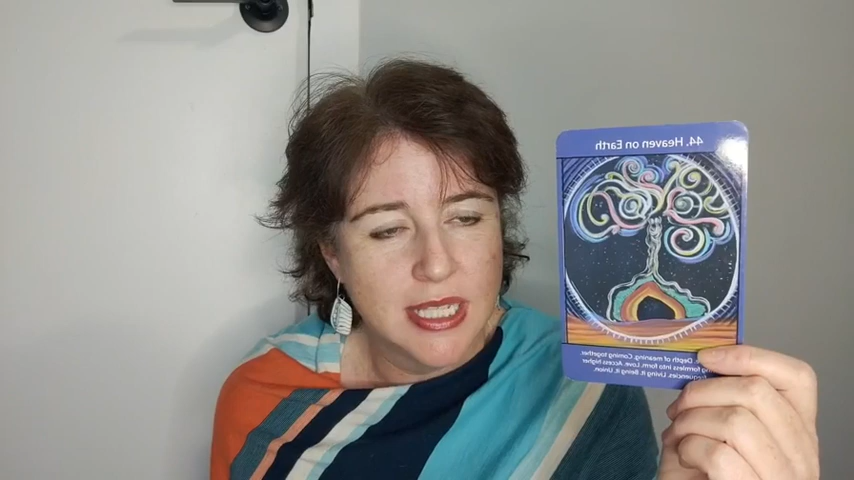 44. Heaven on Earth
Depth of meaning, Coming together,
formless into form, Love, Access higher
frequencies, Living it Being it, Union.